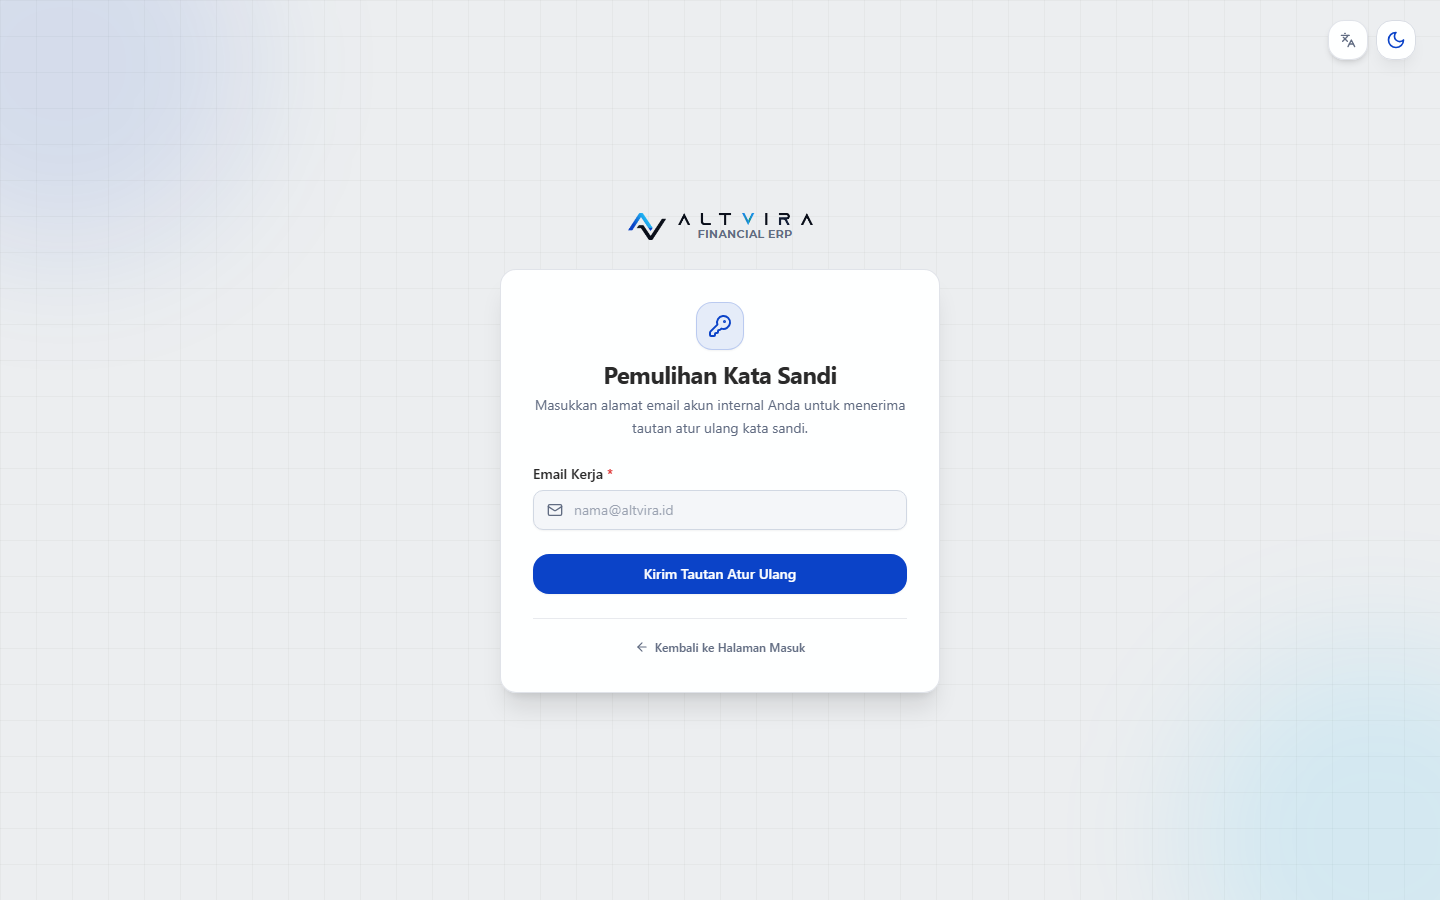 ALTVIRA
FINANCIAL ERP
Pemulihan Kata Sandi
Masukkan alamat email akun internal Anda untuk menerima
tautan atur ulang kata sandi.
Email Kerja *
nama@altvira.id
Kirim Tautan Atur Ulang
Kembali ke Halaman Masuk